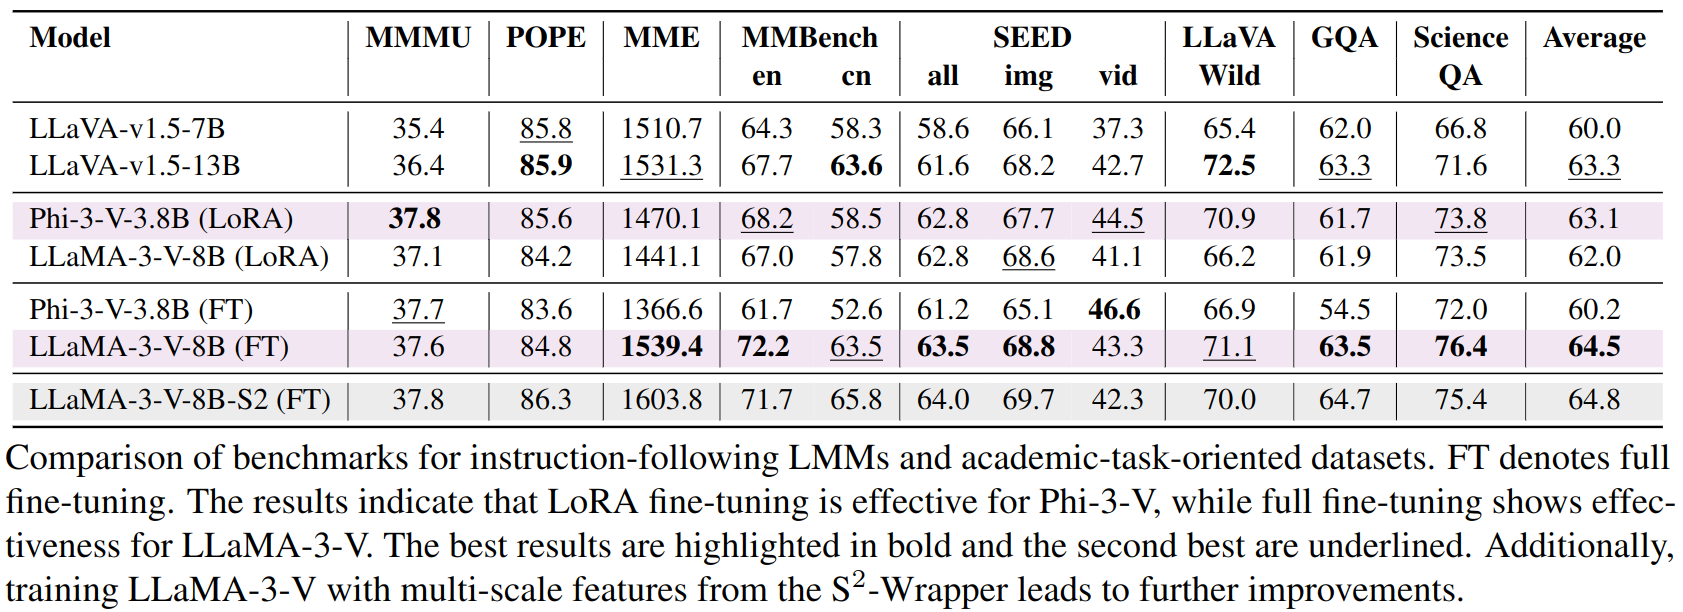 Model MMMU POPE MME MMBench SEED LLaVA GQA Science Average
en cn all img vid Wild QA
LLaVA-v1.5-7B 35.4 85.8 1510.7 64.3 58.3 58.6 66.1 37.3 65.4 62.0 66.8 60.0
LLaVA-v1.5-13B 36.4 85.9 1531.3 67.7 63.6 61.6 68.2 42.7 72.5 63.3 71.6 63.3
Phi-3-V-3.8B (LoRA) 37.8 85.6 1470.1 68.2 58.5 62.8 67.7 44.5 70.9 61.7 73.8 63.1
LLaMA-3-V-8B (LoRA) 37.1 84.2 1441.1 67.0 57.8 62.8 68.6 41.1 66.2 61.9 73.5 62.0
Phi-3-V-3.8B (FT) 37.7 83.6 1366.6 61.7 52.6 61.2 65.1 46.6 66.9 54.5 72.0 60.2
LLaMA-3-V-8B (FT) 37.6 84.8 1539.4 72.2 63.5 63.5 68.8 43.3 71.1 63.5 76.4 64.5
LLaMA-3-V-8B-S2 (FT) 37.8 86.3 1603.8 71.7 65.8 64.0 69.7 42.3 70.0 64.7 75.4 64.8
Comparison of benchmarks for instruction-following LMMs and academic-task-oriented datasets. FT denotes full
fine-tuning. The results indicate that LoRA fine-tuning is effective for Phi-3-V, while full fine-tuning shows effec-
tiveness for LLaMA-3-V. The best results are highlighted in bold and the second best are underlined. Additionally,
training LLaMA-3-V with multi-scale features from the S²-Wrapper leads to further improvements.